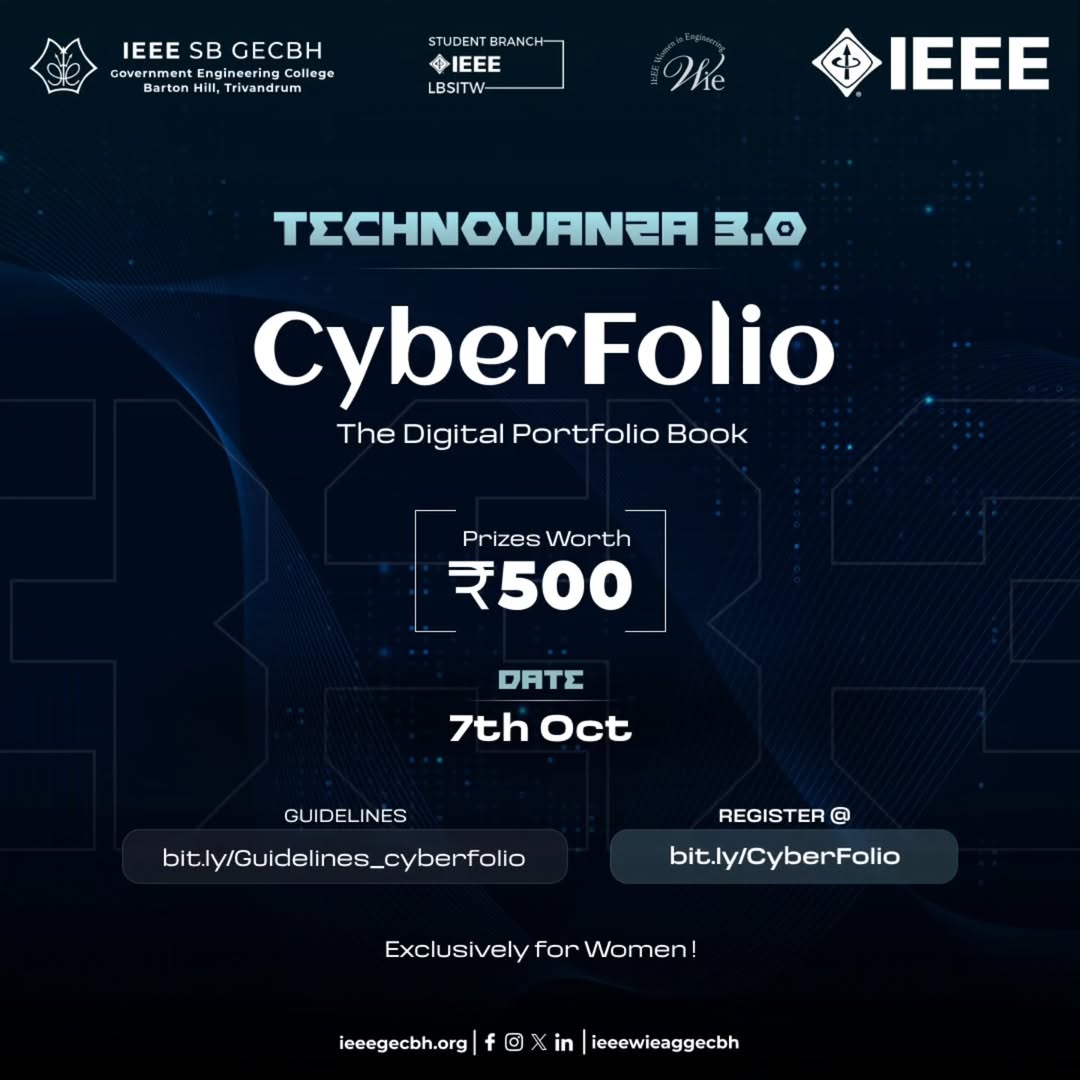 IEEE SB GECBH
Government Engineering College
Barton Hill, Trivandrum
STUDENT BRANCH
IEEE
LBSITW
IEEE Women in Engineering
Wie
IEEE
TECHNOVANZA 3.0
CyberFolio
The Digital Portfolio Book
Prizes Worth
₹500
DATE
7th Oct
GUIDELINES
bit.ly/Guidelines_cyberfolio
REGISTER @
bit.ly/CyberFolio
Exclusively for Women !
ieeegecbh.org | ieeewieaggecbh